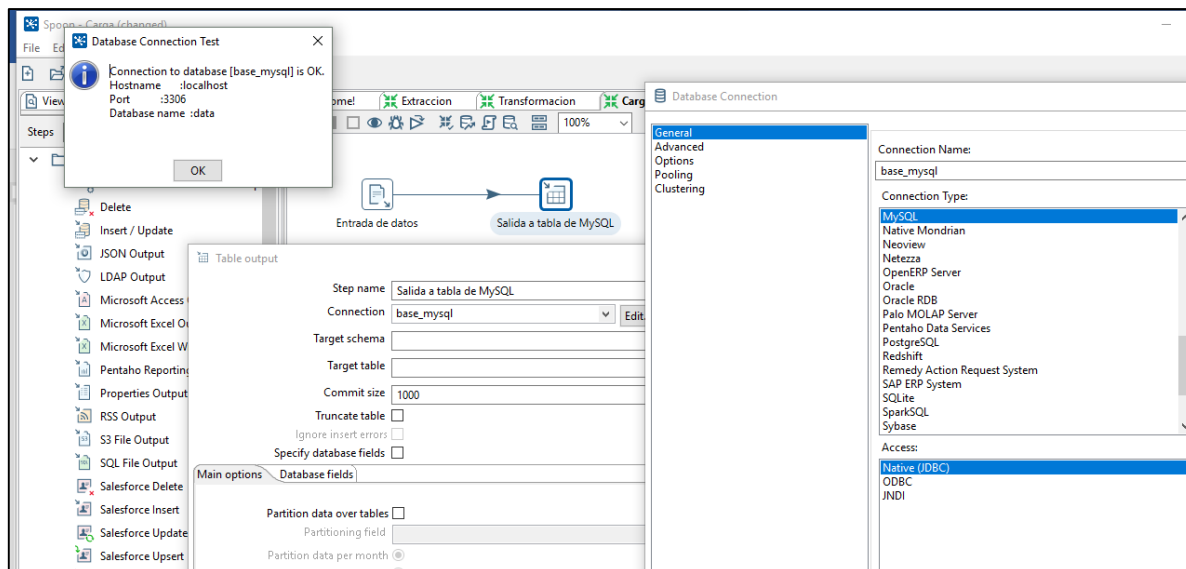 Spoon - Carga (changed)
File Ed
Database Connection Test
Connection to database [base_mysql] is OK.
Hostname :localhost
Port :3306
Database name :data
OK
View
ome!
Extraccion
Transformacion
Carg
Steps
100%
Delete
Insert / Update
JSON Output
LDAP Output
Microsoft Access
Microsoft Excel Ou
Microsoft Excel W
Pentaho Reporting
Properties Output
RSS Output
S3 File Output
SQL File Output
Salesforce Delete
Salesforce Insert
Salesforce Update
Salesforce Upsert
Entrada de datos
Salida a tabla de MySQL
Table output
Step name Salida a tabla de MySQL
Connection base_mysql Edit.
Target schema
Target table
Commit size 1000
Truncate table
Ignore insert errors
Specify database fields
Main options Database fields
Partition data over tables
Partitioning field
Partition data per month
Database Connection
General
Advanced
Options
Pooling
Clustering
Connection Name:
base_mysql
Connection Type:
MySQL
Native Mondrian
Neoview
Netezza
OpenERP Server
Oracle
Oracle RDB
Palo MOLAP Server
Pentaho Data Services
PostgreSQL
Redshift
Remedy Action Request System
SAP ERP System
SQLite
SparkSQL
Sybase
Access:
Native (JDBC)
ODBC
JNDI